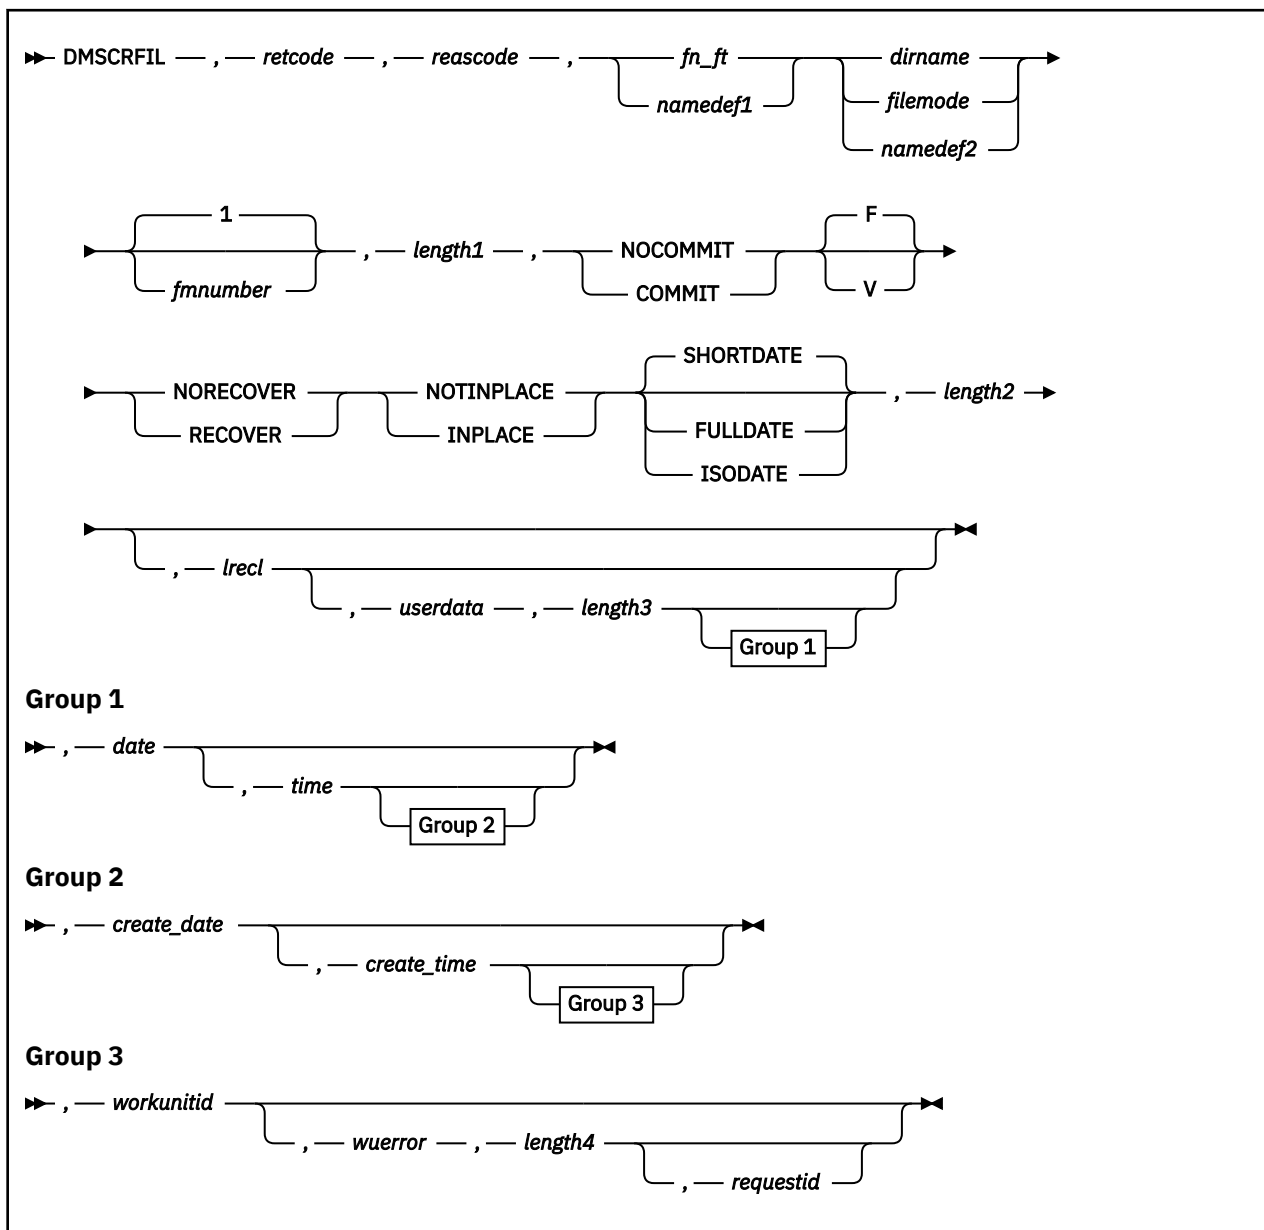 DMSCRFIL , retcode , reascode , fn_ft dirname
namedef1 filemode
namedef2
1 F
, length1 , NOCOMMIT
fmnumber COMMIT V
SHORTDATE
NORECOVER NOTINPLACE , length2
RECOVER INPLACE FULLDATE
ISODATE
, lrecl
, userdata , length3
Group 1
Group 1
, date
, time
Group 2
Group 2
, create_date
, create_time
Group 3
Group 3
, workunitid
, wuerror , length4
, requestid